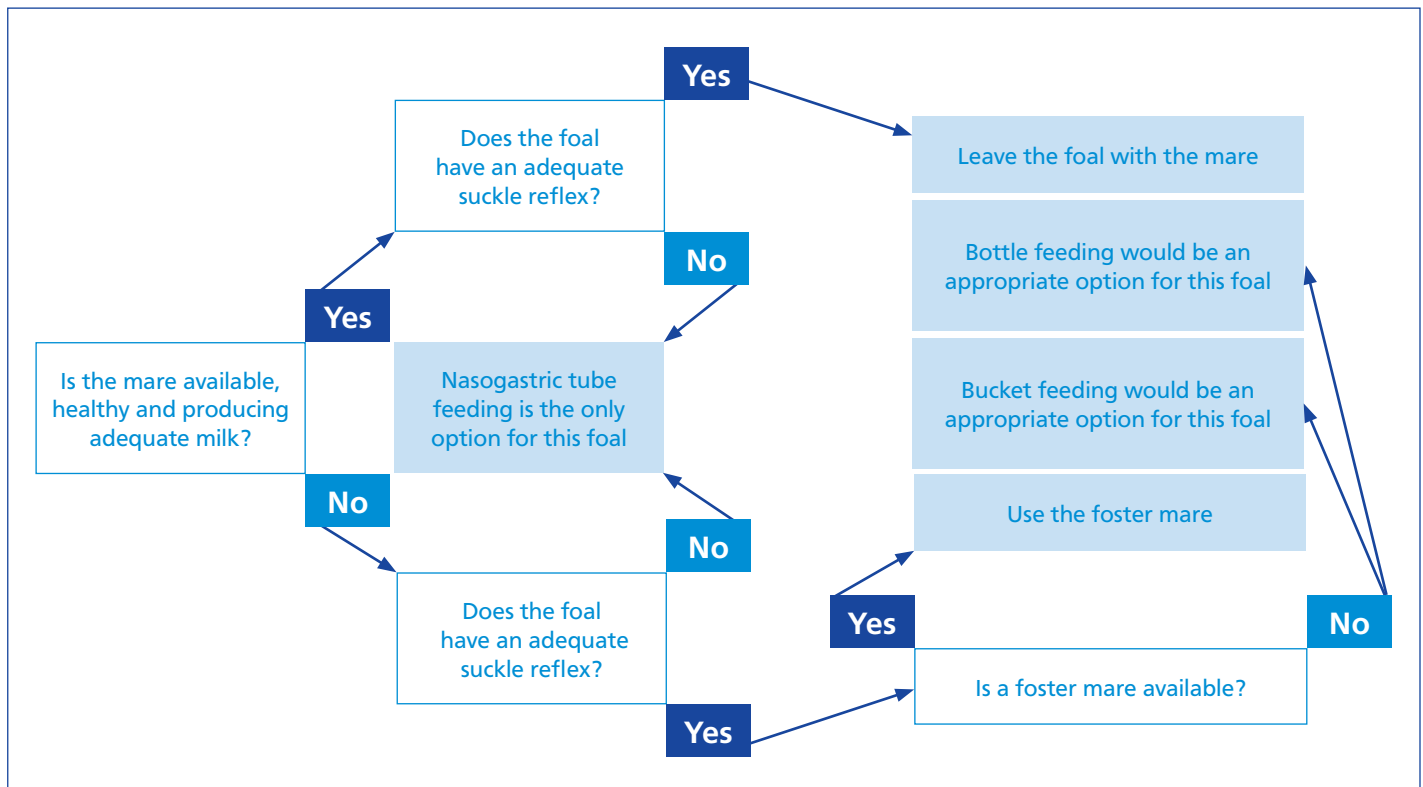 Is the mare available,
healthy and producing
adequate milk?
Yes
Does the foal
have an adequate
suckle reflex?
Yes
Leave the foal with the mare
No
Nasogastric tube
feeding is the only
option for this foal
No
Does the foal
have an adequate
suckle reflex?
No
Yes
Is a foster mare available?
Yes
Use the foster mare
No
Bottle feeding would be an
appropriate option for this foal
Bucket feeding would be an
appropriate option for this foal